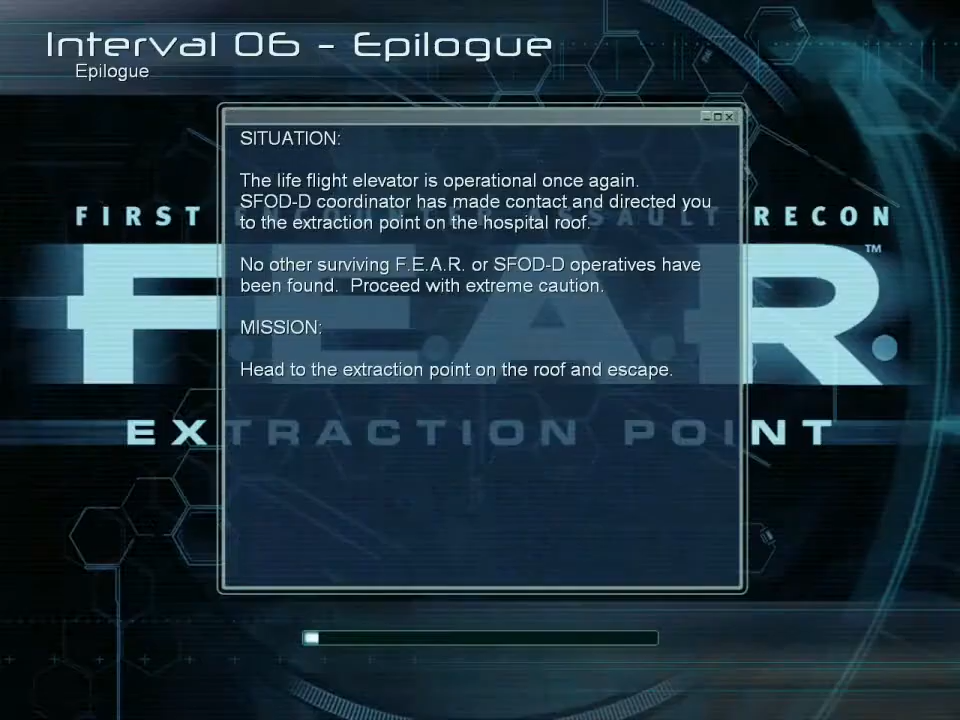 Interval 06 - Epilogue
Epilogue
SITUATION:
The life flight elevator is operational once again.
SFOD-D coordinator has made contact and directed you
to the extraction point on the hospital roof.
No other surviving F.E.A.R. or SFOD-D operatives have
been found.  Proceed with extreme caution.
MISSION:
Head to the extraction point on the roof and escape.
FIRST ENCOUNTER ASSAULT RECON
F.E.A.R.™
EXTRACTION POINT